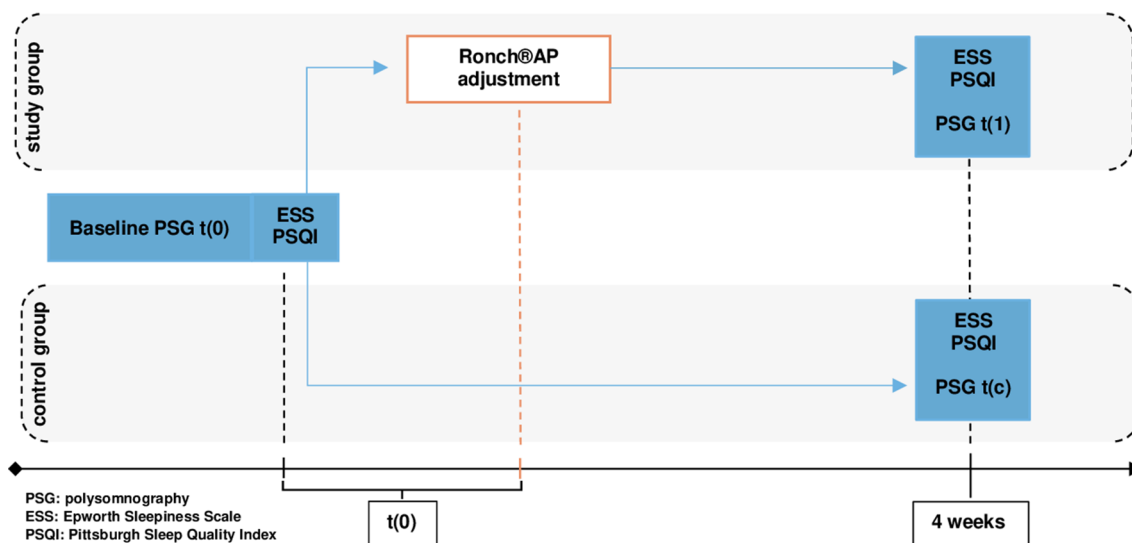 study group
Ronch®AP
adjustment
ESS
PSQI
PSG t(1)
Baseline PSG t(0)
ESS
PSQI
control group
ESS
PSQI
PSG t(c)
PSG: polysomnography
ESS: Epworth Sleepiness Scale
PSQI: Pittsburgh Sleep Quality Index
t(0)
4 weeks